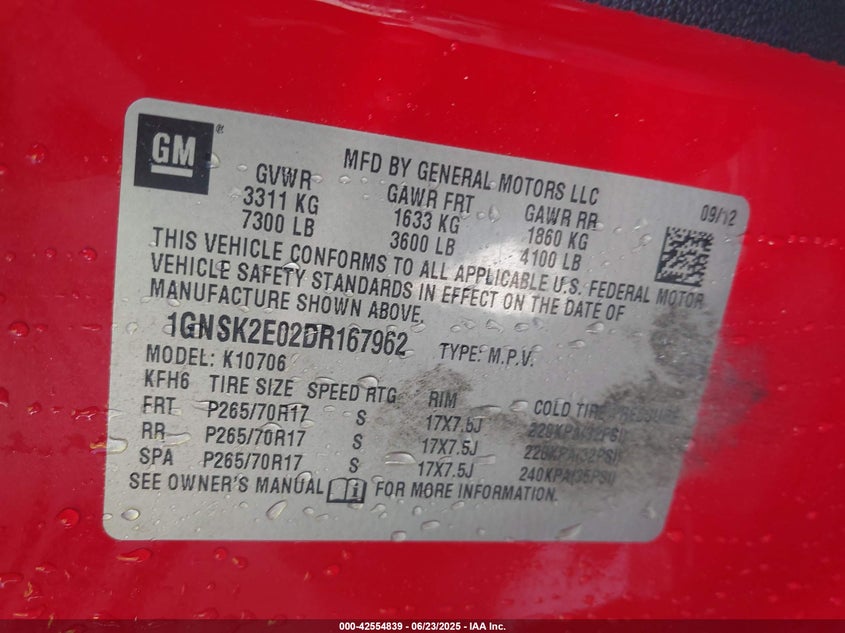 GM®
MFD BY GENERAL MOTORS LLC
GVWR GAWR FRT GAWR RR 09/12
3311 KG 1633 KG 1860 KG
7300 LB 3600 LB 4100 LB
THIS VEHICLE CONFORMS TO ALL APPLICABLE U.S. FEDERAL MOTOR
VEHICLE SAFETY STANDARDS IN EFFECT ON THE DATE OF
MANUFACTURE SHOWN ABOVE.
1GNSK2E02DR167962 TYPE: M.P.V.
MODEL: K10706
KFH6 TIRE SIZE SPEED RTG RIM COLD TIRE PRESSURE
FRT P265/70R17 S 17X7.5J 220KPA(32PSI)
RR P265/70R17 S 17X7.5J 220KPA(32PSI)
SPA P265/70R17 S 17X7.5J 240KPA(35PSI)
SEE OWNER'S MANUAL FOR MORE INFORMATION.
000-42554839 - 06/23/2025 - IAA Inc.